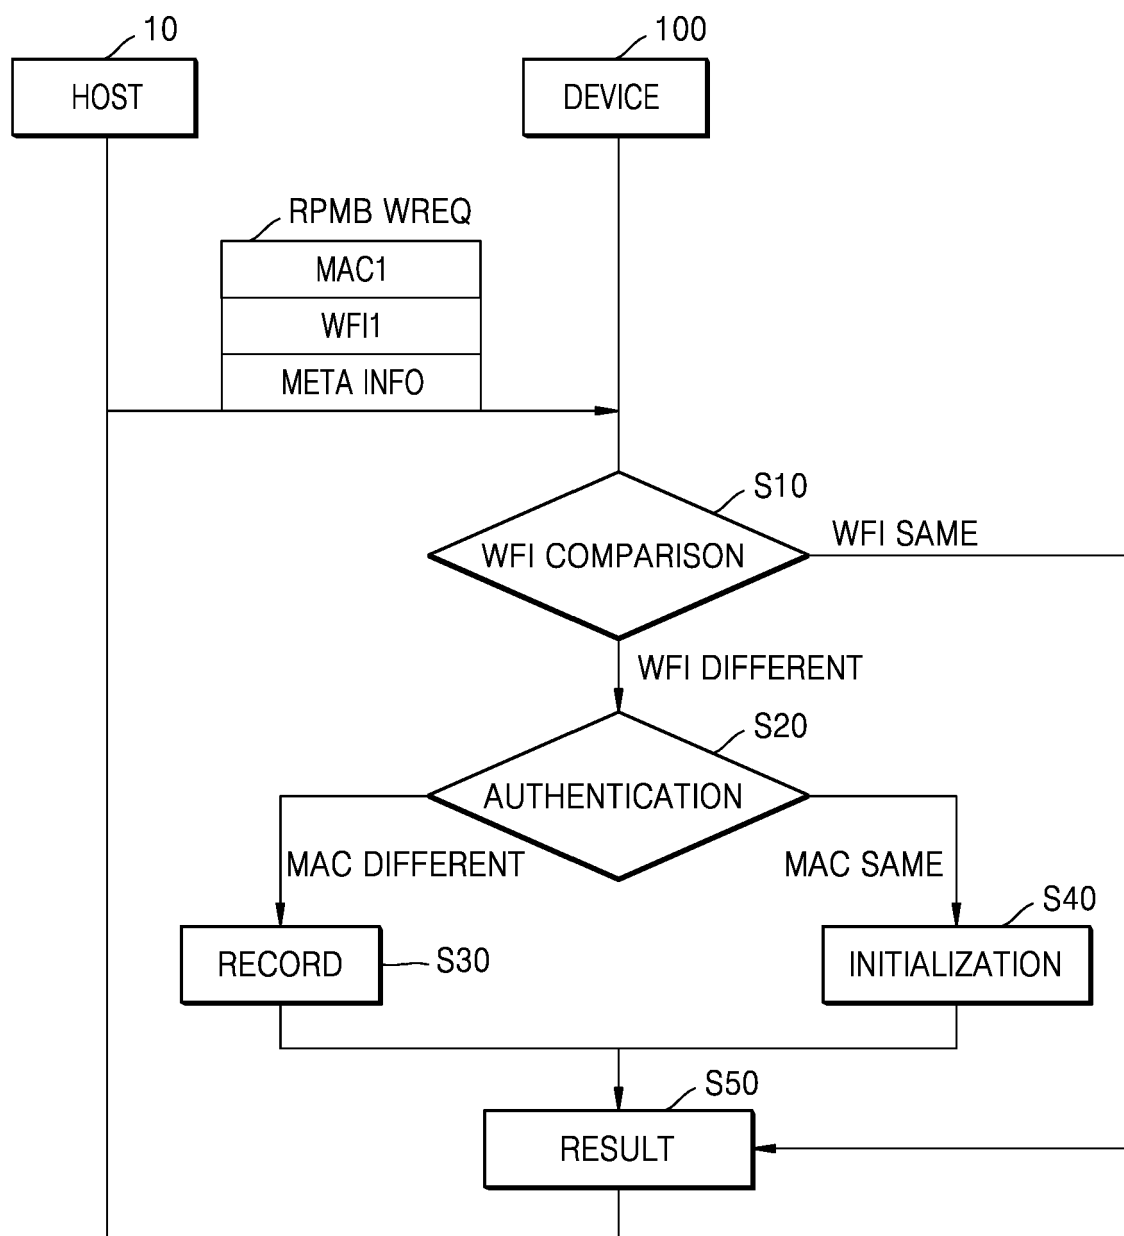 10
100
HOST
DEVICE
RPMB WREQ
MAC1
WFI1
META INFO
S10
WFI COMPARISON
WFI SAME
WFI DIFFERENT
S20
AUTHENTICATION
MAC DIFFERENT
MAC SAME
S40
RECORD
S30
INITIALIZATION
S50
RESULT